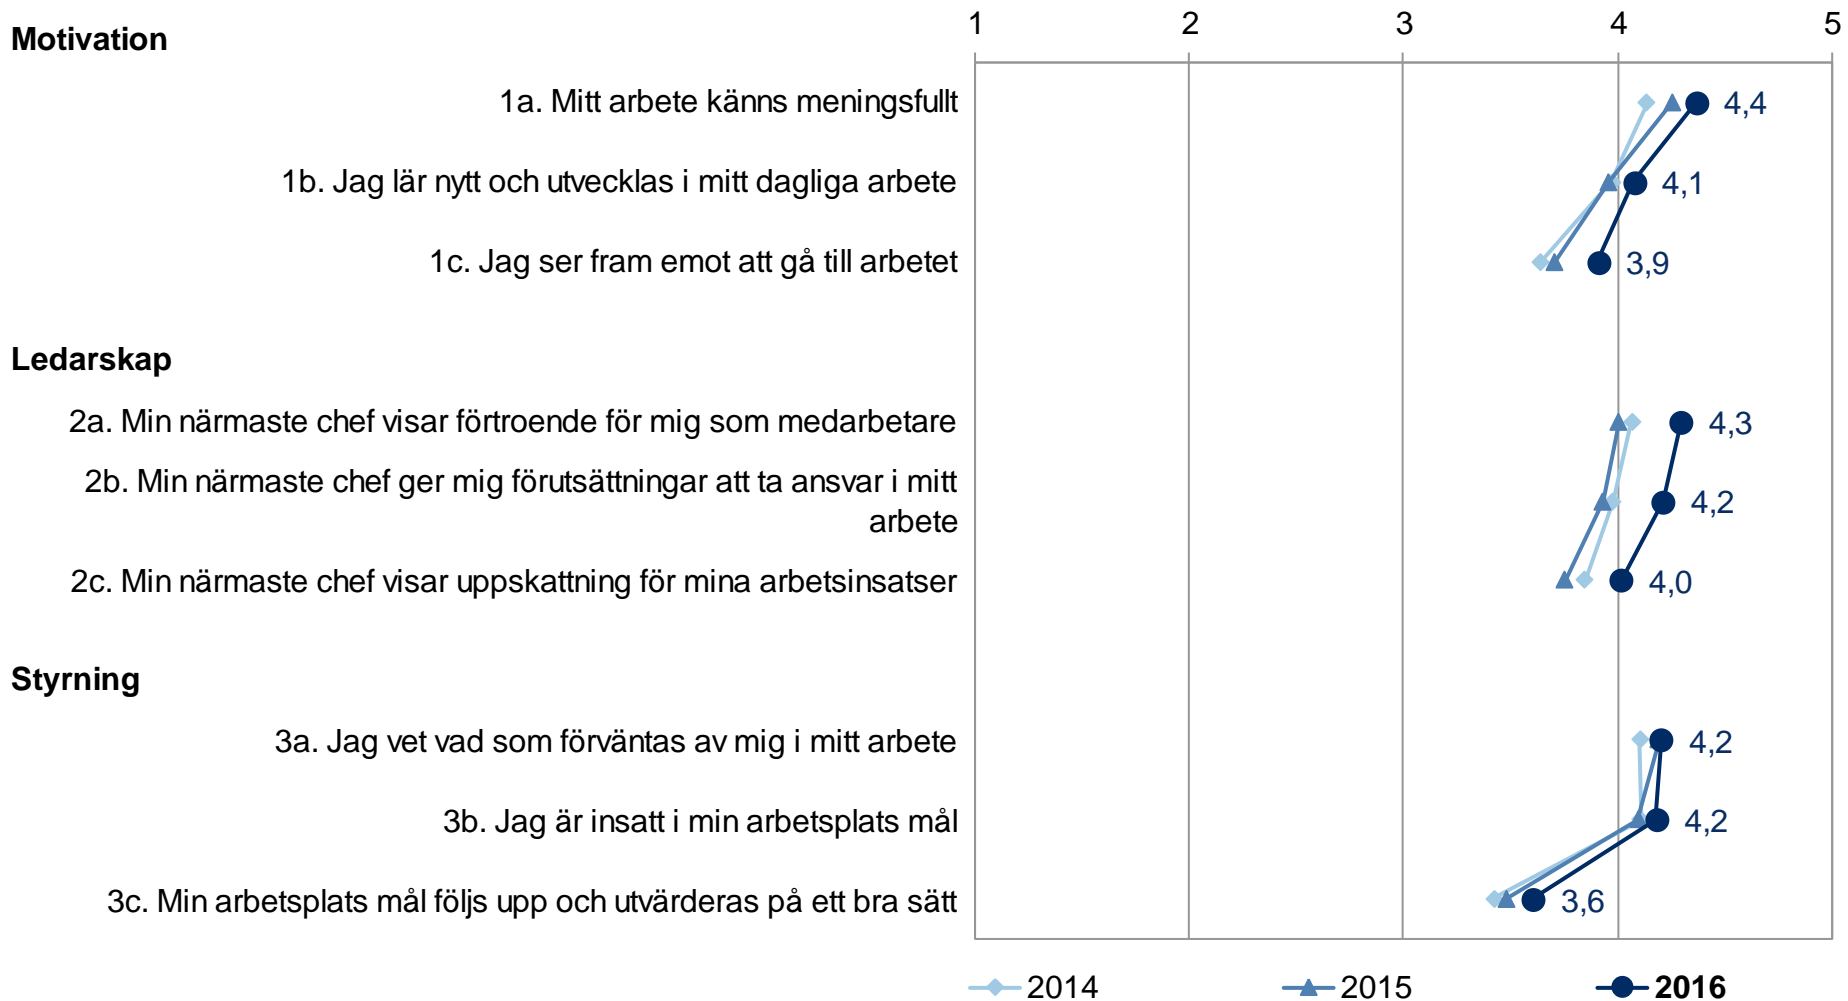 1 2 3 4 5
Motivation
1a. Mitt arbete känns meningsfullt 4,4
1b. Jag lär nytt och utvecklas i mitt dagliga arbete 4,1
1c. Jag ser fram emot att gå till arbetet 3,9
Ledarskap
2a. Min närmaste chef visar förtroende för mig som medarbetare 4,3
2b. Min närmaste chef ger mig förutsättningar att ta ansvar i mitt
arbete 4,2
2c. Min närmaste chef visar uppskattning för mina arbetsinsatser 4,0
Styrning
3a. Jag vet vad som förväntas av mig i mitt arbete 4,2
3b. Jag är insatt i min arbetsplats mål 4,2
3c. Min arbetsplats mål följs upp och utvärderas på ett bra sätt 3,6
2014 2015 2016